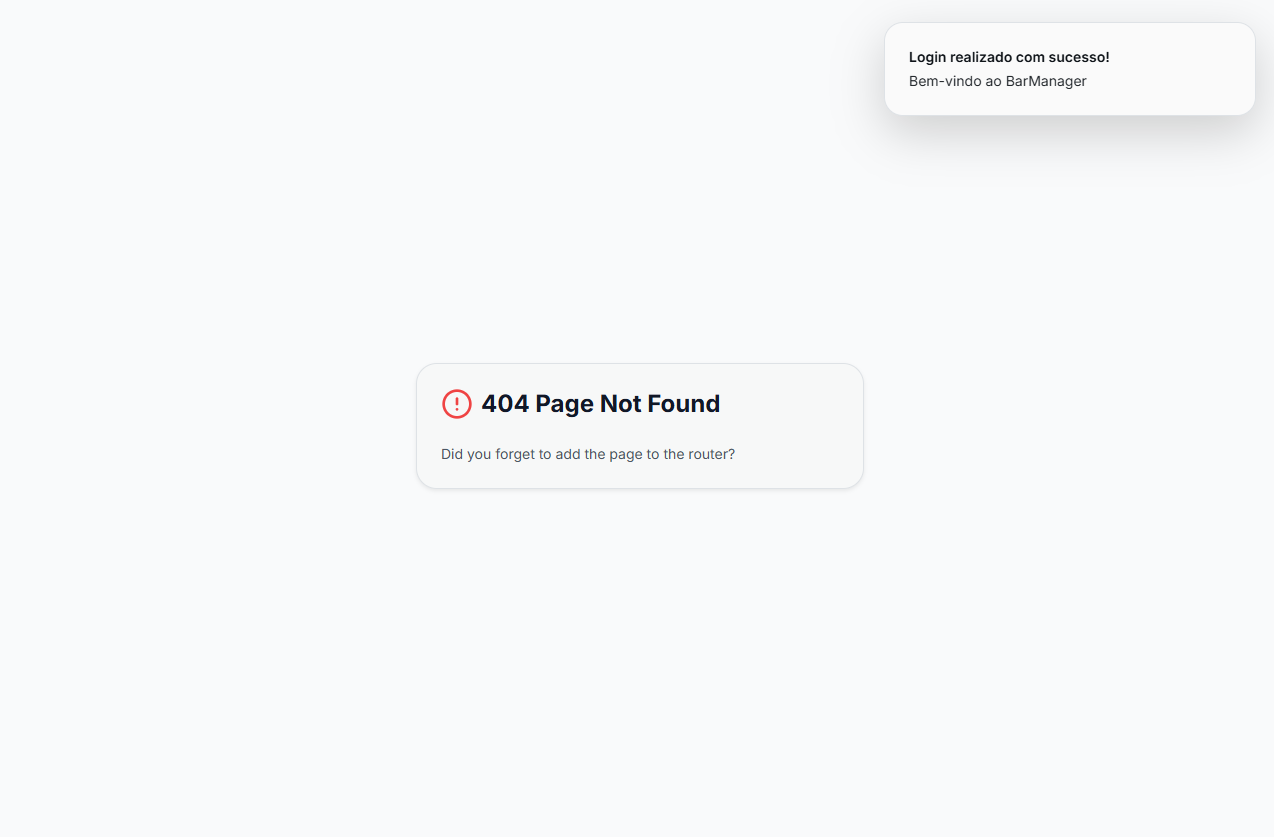 Login realizado com sucesso!
Bem-vindo ao BarManager
404 Page Not Found
Did you forget to add the page to the router?